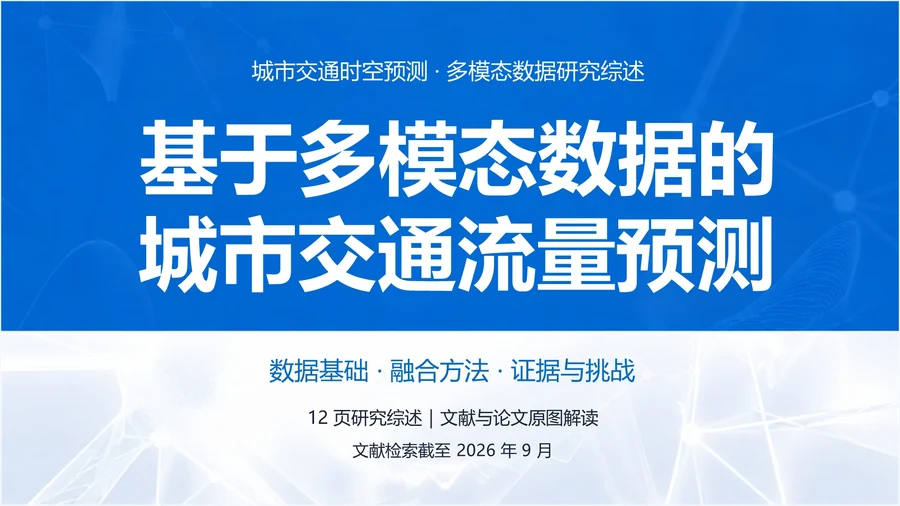 城市交通时空预测 · 多模态数据研究综述
基于多模态数据的
城市交通流量预测
数据基础 · 融合方法 · 证据与挑战
12 页研究综述 | 文献与论文原图解读
文献检索截至 2026 年 9 月